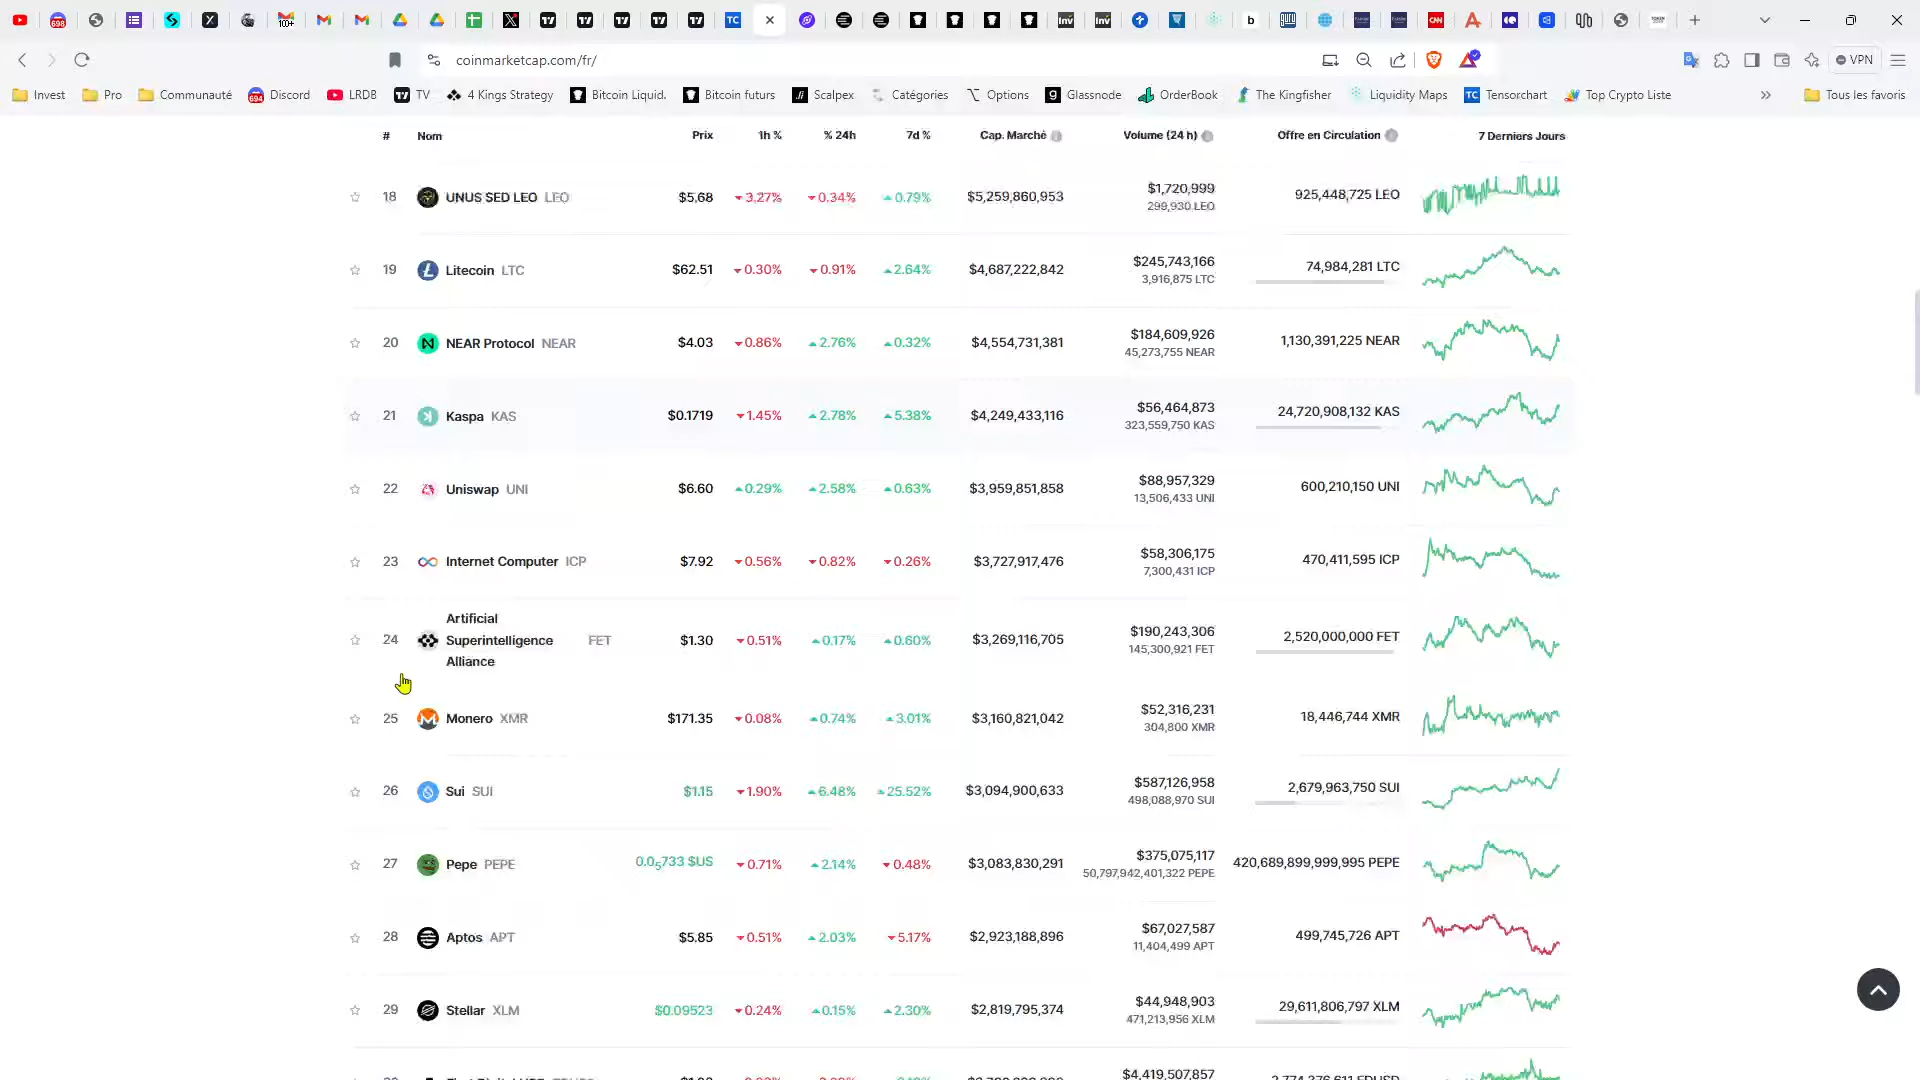 coinmarketcap.com/fr/
VPN
Invest Pro Communauté Discord LRDB TV 4 Kings Strategy Bitcoin Liquid. Bitcoin futurs Scalpex Catégories Options Glassnode OrderBook The Kingfisher Liquidity Maps Tensorchart Top Crypto Liste » Tous les favoris
# Nom Prix 1h % % 24h 7d % Cap. Marché Volume (24 h) Offre en Circulation 7 Derniers Jours
18 UNUS SED LEO LEO $5.68 3.27% 0.34% 0.79% $5,259,860,953 $1,720,999 925,448,725 LEO
299,930 LEO
19 Litecoin LTC $62.51 0.30% 0.91% 2.64% $4,687,222,842 $245,743,166 74,984,281 LTC
3,916,875 LTC
20 NEAR Protocol NEAR $4.03 0.86% 2.76% 0.32% $4,554,731,381 $184,609,926 1,130,391,225 NEAR
45,273,755 NEAR
21 Kaspa KAS $0.1719 1.45% 2.78% 5.38% $4,249,433,116 $56,464,873 24,720,908,132 KAS
323,559,750 KAS
22 Uniswap UNI $6.60 0.29% 2.58% 0.63% $3,959,851,858 $88,957,329 600,210,150 UNI
13,506,433 UNI
23 Internet Computer ICP $7.92 0.56% 0.82% 0.26% $3,727,917,476 $58,306,175 470,411,595 ICP
7,300,431 ICP
24 Artificial
Superintelligence
Alliance FET $1.30 0.51% 0.17% 0.60% $3,269,116,705 $190,243,306 2,520,000,000 FET
145,300,921 FET
25 Monero XMR $171.35 0.08% 0.74% 3.01% $3,160,821,042 $52,316,231 18,446,744 XMR
304,800 XMR
26 Sui SUI $1.15 1.90% 6.48% 25.52% $3,094,900,633 $587,126,958 2,679,963,750 SUI
498,088,970 SUI
27 Pepe PEPE 0.0₅733 $US 0.71% 2.14% 0.48% $3,083,830,291 $375,075,117 420,689,899,999,995 PEPE
50,797,942,401,322 PEPE
28 Aptos APT $5.85 0.51% 2.03% 5.17% $2,923,188,896 $67,027,587 499,745,726 APT
11,404,499 APT
29 Stellar XLM $0.09523 0.24% 0.15% 2.30% $2,819,795,374 $44,948,903 29,611,806,797 XLM
471,213,956 XLM
$4,419,507,857